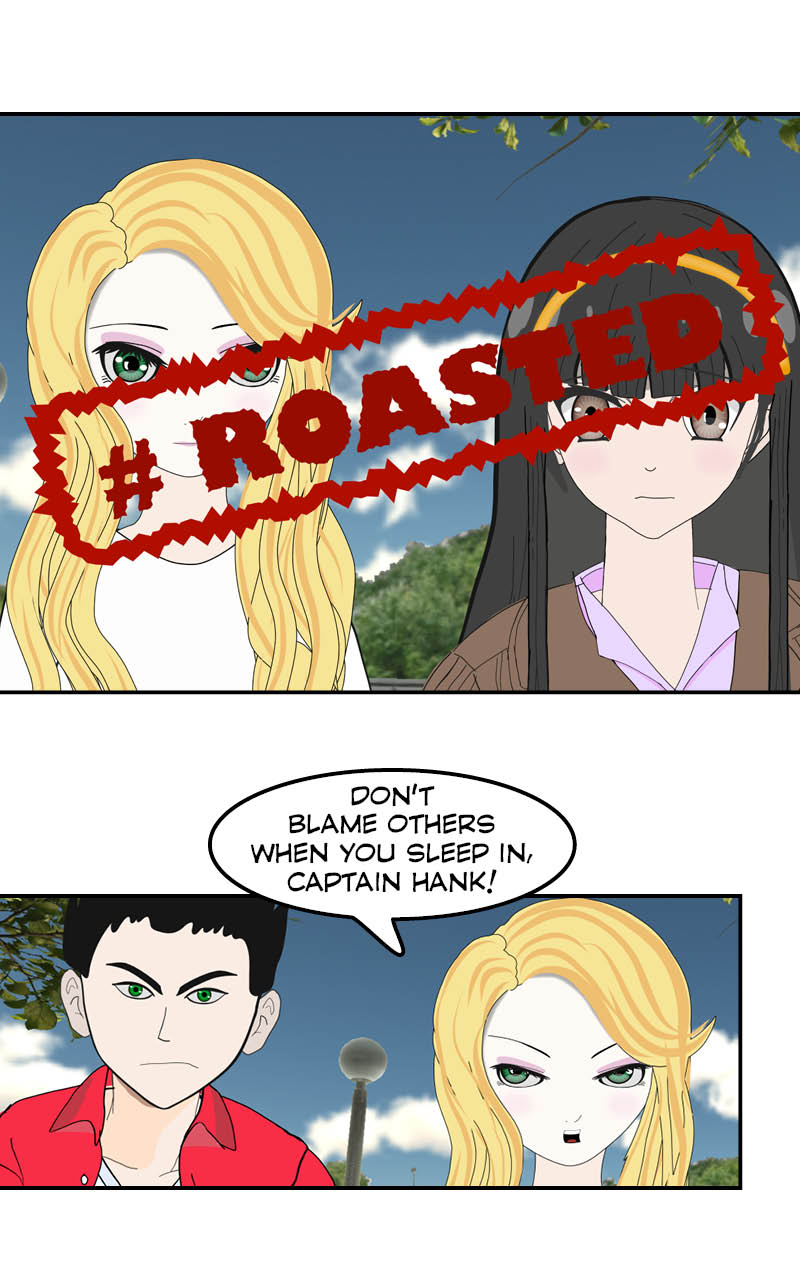 # ROASTED
DON'T
BLAME OTHERS
WHEN YOU SLEEP IN,
CAPTAIN HANK!